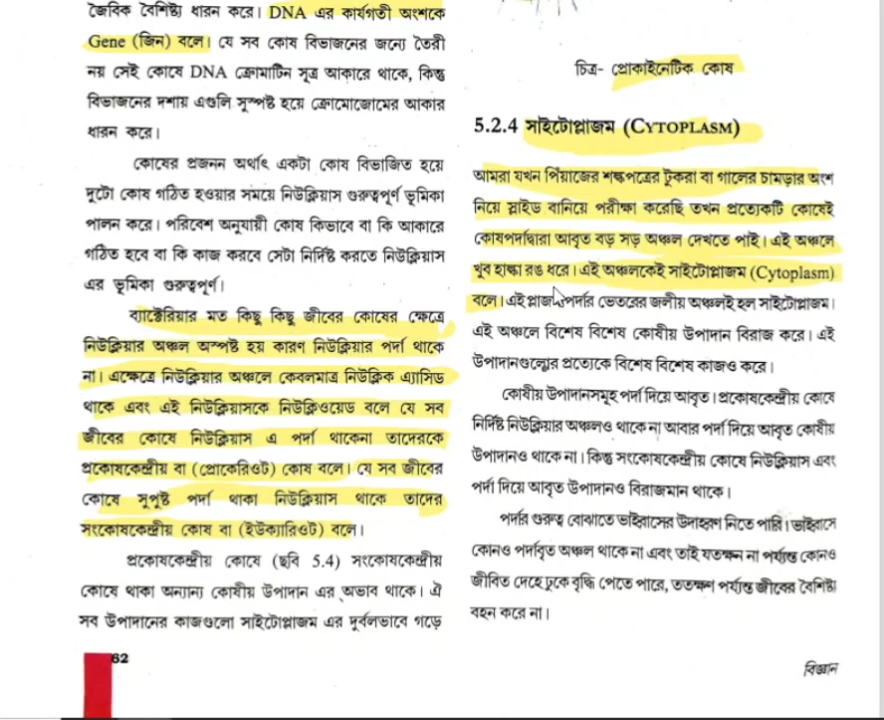 জৈবিক বৈশিষ্ট্য ধারন করে। DNA এর কার্যগতী অংশকে
Gene (জিন) বলে। যে সব কোষ বিভাজনের জন্যে তৈরী
নয় সেই কোষে DNA ক্রোমাটিন সূত্র আকারে থাকে, কিন্তু
বিভাজনের দশায় এগুলি সুস্পষ্ট হয়ে ক্রোমোজোমের আকার
ধারন করে।
কোষের প্রজনন অর্থাৎ একটা কোষ বিভাজিত হয়ে
দুটো কোষ গঠিত হওয়ার সময়ে নিউক্লিয়াস গুরুত্বপূর্ণ ভূমিকা
পালন করে। পরিবেশ অনুযায়ী কোষ কিভাবে বা কি আকারে
গঠিত হবে বা কি কাজ করবে সেটা নির্দিষ্ট করতে নিউক্লিয়াস
এর ভূমিকা গুরুত্বপূর্ণ।
ব্যাক্টেরিয়ার মত কিছু কিছু জীবের কোষের ক্ষেত্রে
নিউক্লিয়ার অঞ্চল অস্পষ্ট হয় কারণ নিউক্লিয়ার পর্দা থাকে
না। এক্ষেত্রে নিউক্লিয়ার অঞ্চলে কেবলমাত্র নিউক্লিক এ্যাসিড
থাকে এবং এই নিউক্লিয়াসকে নিউক্লিওয়েড বলে যে সব
জীবের কোষে নিউক্লিয়াস এ পর্দা থাকেনা তাদেরকে
প্রকোষকেন্দ্রীয় বা (প্রোকেরিওট) কোষ বলে। যে সব জীবের
কোষে সুপুষ্ট পর্দা থাকা নিউক্লিয়াস থাকে তাদের
সংকোষকেন্দ্রীয় কোষ বা (ইউক্যারিওট) বলে।
প্রকোষকেন্দ্রীয় কোষে (ছবি 5.4) সংকোষকেন্দ্রীয়
কোষে থাকা অন্যান্য কোষীয় উপাদান এর অভাব থাকে। ঐ
সব উপাদানের কাজগুলো সাইটোপ্লাজম এর দুর্বলভাবে গড়ে
62
চিত্র- প্রোকাইনেটিক কোষ
5.2.4 সাইটোপ্লাজম (CYTOPLASM)
আমরা যখন পিঁয়াজের শল্কপত্রের টুকরা বা গালের চামড়ার অংশ
নিয়ে স্লাইড বানিয়ে পরীক্ষা করেছি তখন প্রত্যেকটি কোষেই
কোষপর্দাদ্বারা আবৃত বড় সড় অঞ্চল দেখতে পাই। এই অঞ্চলে
খুব হাল্কা রঙ ধরে। এই অঞ্চলকেই সাইটোপ্লাজম (Cytoplasm)
বলে। এই প্লাজমাপর্দার ভেতরের জলীয় অঞ্চলই হল সাইটোপ্লাজম।
এই অঞ্চলে বিশেষ বিশেষ কোষীয় উপাদান বিরাজ করে। এই
উপাদানগুলোর প্রত্যেকে বিশেষ বিশেষ কাজও করে।
কোষীয় উপাদানসমূহ পর্দা দিয়ে আবৃত। প্রকোষকেন্দ্রীয় কোষে
নির্দিষ্ট নিউক্লিয়ার অঞ্চলও থাকে না আবার পর্দা দিয়ে আবৃত কোষীয়
উপাদানও থাকে না। কিন্তু সংকোষকেন্দ্রীয় কোষে নিউক্লিয়াস এবং
পর্দা দিয়ে আবৃত উপাদানও বিরাজমান থাকে।
পর্দার গুরুত্ব বোঝাতে ভাইরাসের উদাহরণ নিতে পারি। ভাইরাসে
কোনও পর্দাবৃত অঞ্চল থাকে না এবং তাই যতক্ষন না পর্য্যন্ত কোনও
জীবিত দেহে ঢুকে বৃদ্ধি পেতে পারে, ততক্ষণ পর্য্যন্ত জীবের বৈশিষ্ট্য
বহন করে না।
বিজ্ঞান